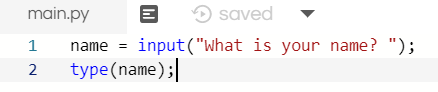 main.py saved
1 name = input("What is your name? ");
2 type(name);